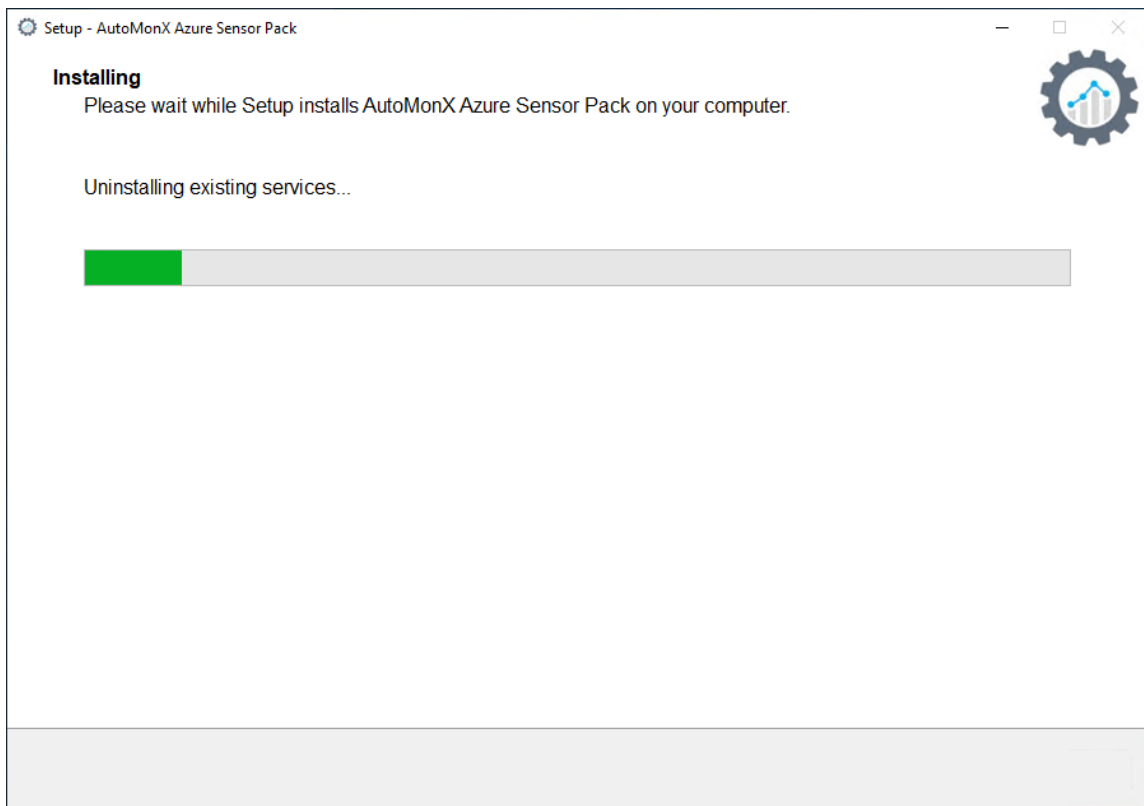 Setup - AutoMonX Azure Sensor Pack
Installing
Please wait while Setup installs AutoMonX Azure Sensor Pack on your computer.
Uninstalling existing services...